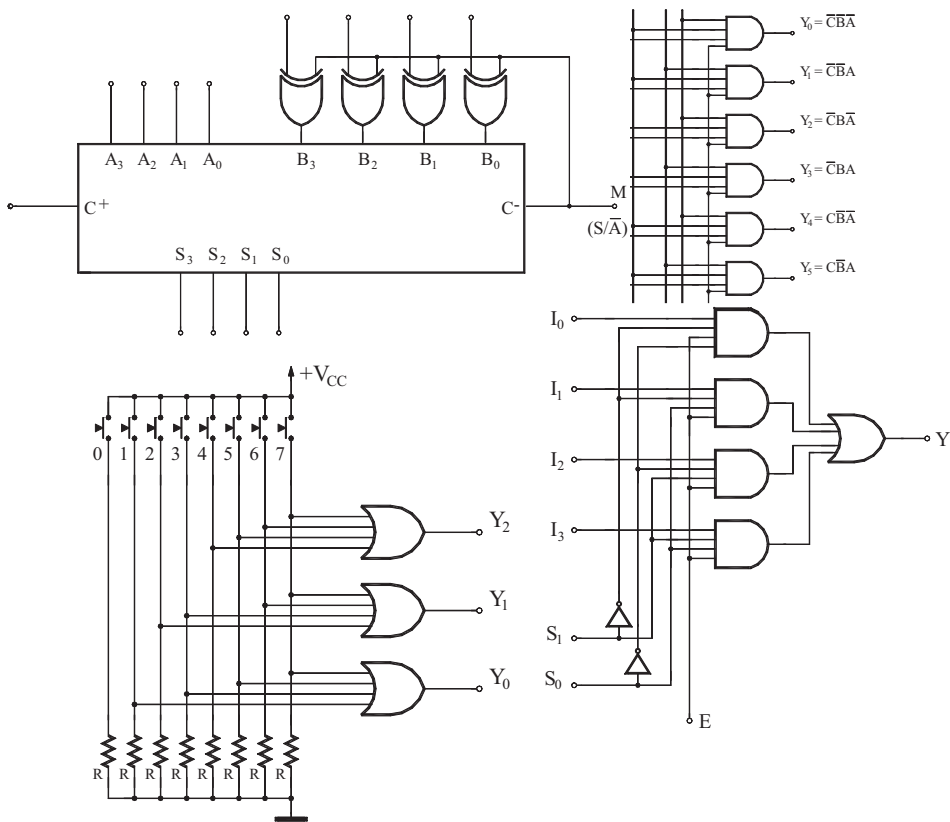 A3 A2 A1 A0
B3 B2 B1 B0
C+
C-
M
(S/A̅)
S3 S2 S1 S0
Y0 = C̅B̅A̅
Y1 = C̅B̅A
Y2 = C̅BA̅
Y3 = C̅BA
Y4 = CB̅A̅
Y5 = CB̅A
+VCC
0 1 2 3 4 5 6 7
Y2
Y1
Y0
R R R R R R R R
I0
I1
I2
I3
Y
S1
S0
E